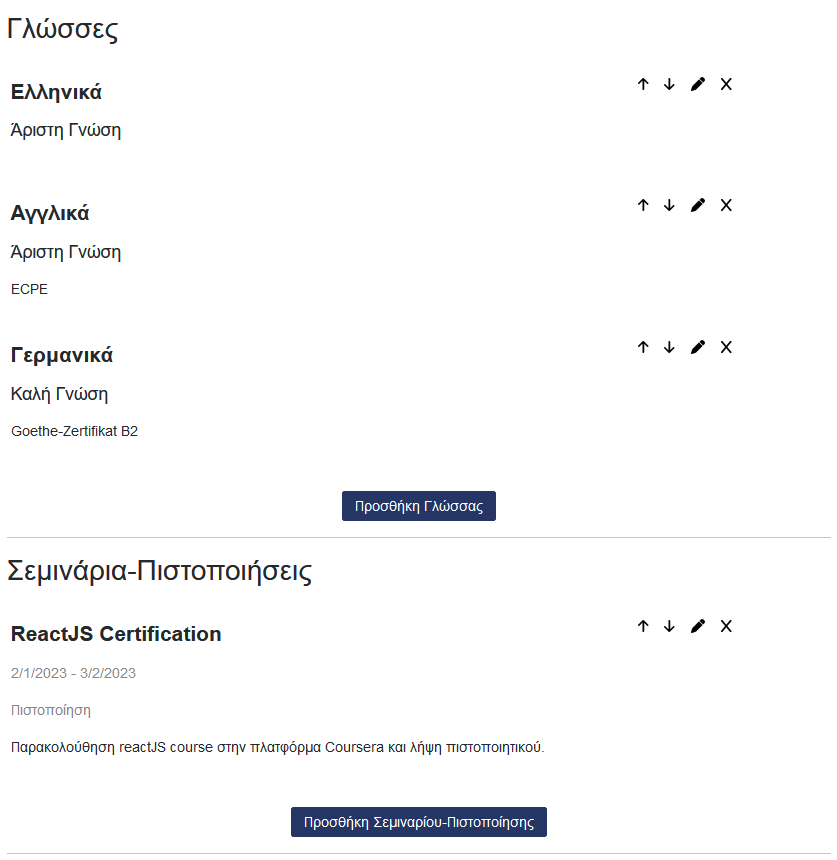 Γλώσσες
Ελληνικά
Άριστη Γνώση
Αγγλικά
Άριστη Γνώση
ECPE
Γερμανικά
Καλή Γνώση
Goethe-Zertifikat B2
Προσθήκη Γλώσσας
Σεμινάρια-Πιστοποιήσεις
ReactJS Certification
2/1/2023 - 3/2/2023
Πιστοποίηση
Παρακολούθηση reactJS course στην πλατφόρμα Coursera και λήψη πιστοποιητικού.
Προσθήκη Σεμιναρίου-Πιστοποίησης